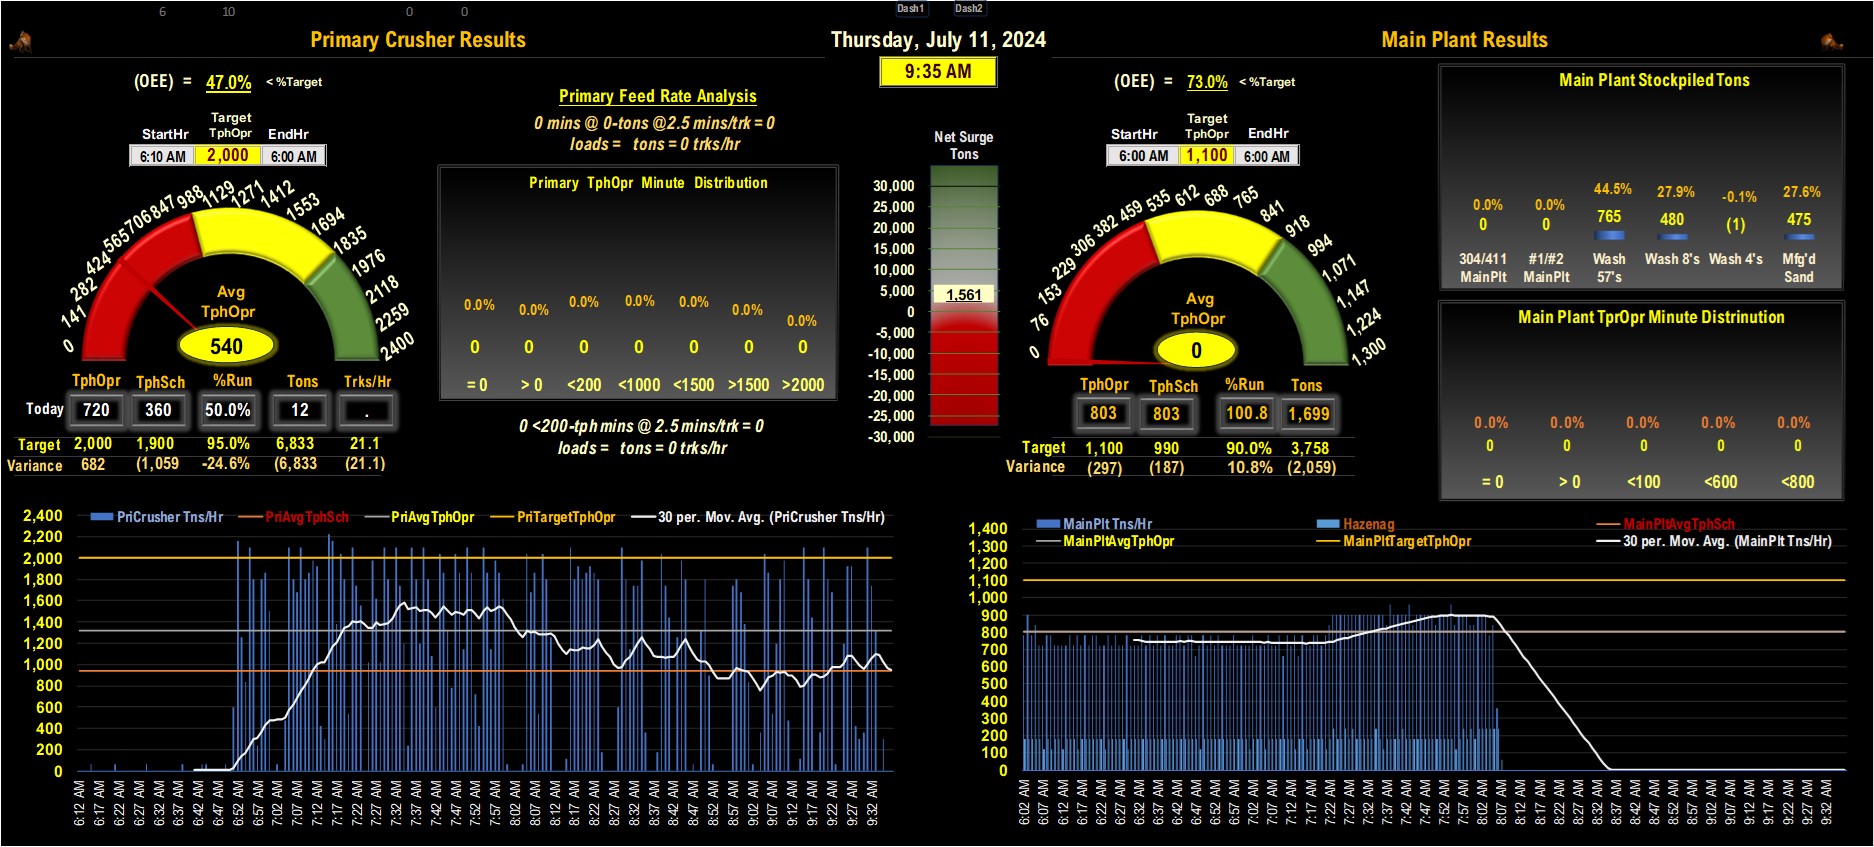 6 10 0 0 Dash1 Dash2
Primary Crusher Results
Thursday, July 11, 2024
Main Plant Results
9:35 AM
(OEE) = 47.0% < %Target
Target
StartHr TphOpr EndHr
6:10 AM 2,000 6:00 AM
0 141 282 424 565 706 847 988 1129 1271 1412 1553 1694 1835 1976 2118 2259 2400
Avg
TphOpr
540
TphOpr TphSch %Run Tons Trks/Hr
Today 720 360 50.0% 12 .
Target 2,000 1,900 95.0% 6,833 21.1
Variance 682 (1,059 -24.6% (6,833 (21.1)
Primary Feed Rate Analysis
0 mins @ 0-tons @2.5 mins/trk = 0
loads = tons = 0 trks/hr
Primary TphOpr Minute Distribution
0.0% 0.0% 0.0% 0.0% 0.0% 0.0% 0.0%
0 0 0 0 0 0 0
= 0 > 0 <200 <1000 <1500 >1500 >2000
0 <200-tph mins @ 2.5 mins/trk = 0
loads = tons = 0 trks/hr
Net Surge
Tons
30,000
25,000
20,000
15,000
10,000
5,000
1,561
0
-5,000
-10,000
-15,000
-20,000
-25,000
-30,000
(OEE) = 73.0% < %Target
Target
StartHr TphOpr EndHr
6:00 AM 1,100 6:00 AM
0 76 153 229 306 382 459 535 612 688 765 841 918 994 1,071 1,147 1,224 1,300
Avg
TphOpr
0
TphOpr TphSch %Run Tons
803 803 100.8 1,699
Target 1,100 990 90.0% 3,758
Variance (297) (187) 10.8% (2,059)
Main Plant Stockpiled Tons
0.0% 0.0% 44.5% 27.9% -0.1% 27.6%
0 0 765 480 (1) 475
304/411 #1/#2 Wash Wash 8's Wash 4's Mfg'd
MainPlt MainPlt 57's Sand
Main Plant TprOpr Minute Distrinution
0.0% 0.0% 0.0% 0.0% 0.0%
0 0 0 0 0
= 0 > 0 <100 <600 <800
PriCrusher Tns/Hr PriAvgTphSch PriAvgTphOpr PriTargetTphOpr 30 per. Mov. Avg. (PriCrusher Tns/Hr)
2,400
2,200
2,000
1,800
1,600
1,400
1,200
1,000
800
600
400
200
0
6:12 AM 6:17 AM 6:22 AM 6:27 AM 6:32 AM 6:37 AM 6:42 AM 6:47 AM 6:52 AM 6:57 AM 7:02 AM 7:07 AM 7:12 AM 7:17 AM 7:22 AM 7:27 AM 7:32 AM 7:37 AM 7:42 AM 7:47 AM 7:52 AM 7:57 AM 8:02 AM 8:07 AM 8:12 AM 8:17 AM 8:22 AM 8:27 AM 8:32 AM 8:37 AM 8:42 AM 8:47 AM 8:52 AM 8:57 AM 9:02 AM 9:07 AM 9:12 AM 9:17 AM 9:22 AM 9:27 AM 9:32 AM
MainPlt Tns/Hr Hazenag MainPltAvgTphSch
MainPltAvgTphOpr MainPltTargetTphOpr 30 per. Mov. Avg. (MainPlt Tns/Hr)
1,400
1,300
1,200
1,100
1,000
900
800
700
600
500
400
300
200
100
0
6:02 AM 6:07 AM 6:12 AM 6:17 AM 6:22 AM 6:27 AM 6:32 AM 6:37 AM 6:42 AM 6:47 AM 6:52 AM 6:57 AM 7:02 AM 7:07 AM 7:12 AM 7:17 AM 7:22 AM 7:27 AM 7:32 AM 7:37 AM 7:42 AM 7:47 AM 7:52 AM 7:57 AM 8:02 AM 8:07 AM 8:12 AM 8:17 AM 8:22 AM 8:27 AM 8:32 AM 8:37 AM 8:42 AM 8:47 AM 8:52 AM 8:57 AM 9:02 AM 9:07 AM 9:12 AM 9:17 AM 9:22 AM 9:27 AM 9:32 AM